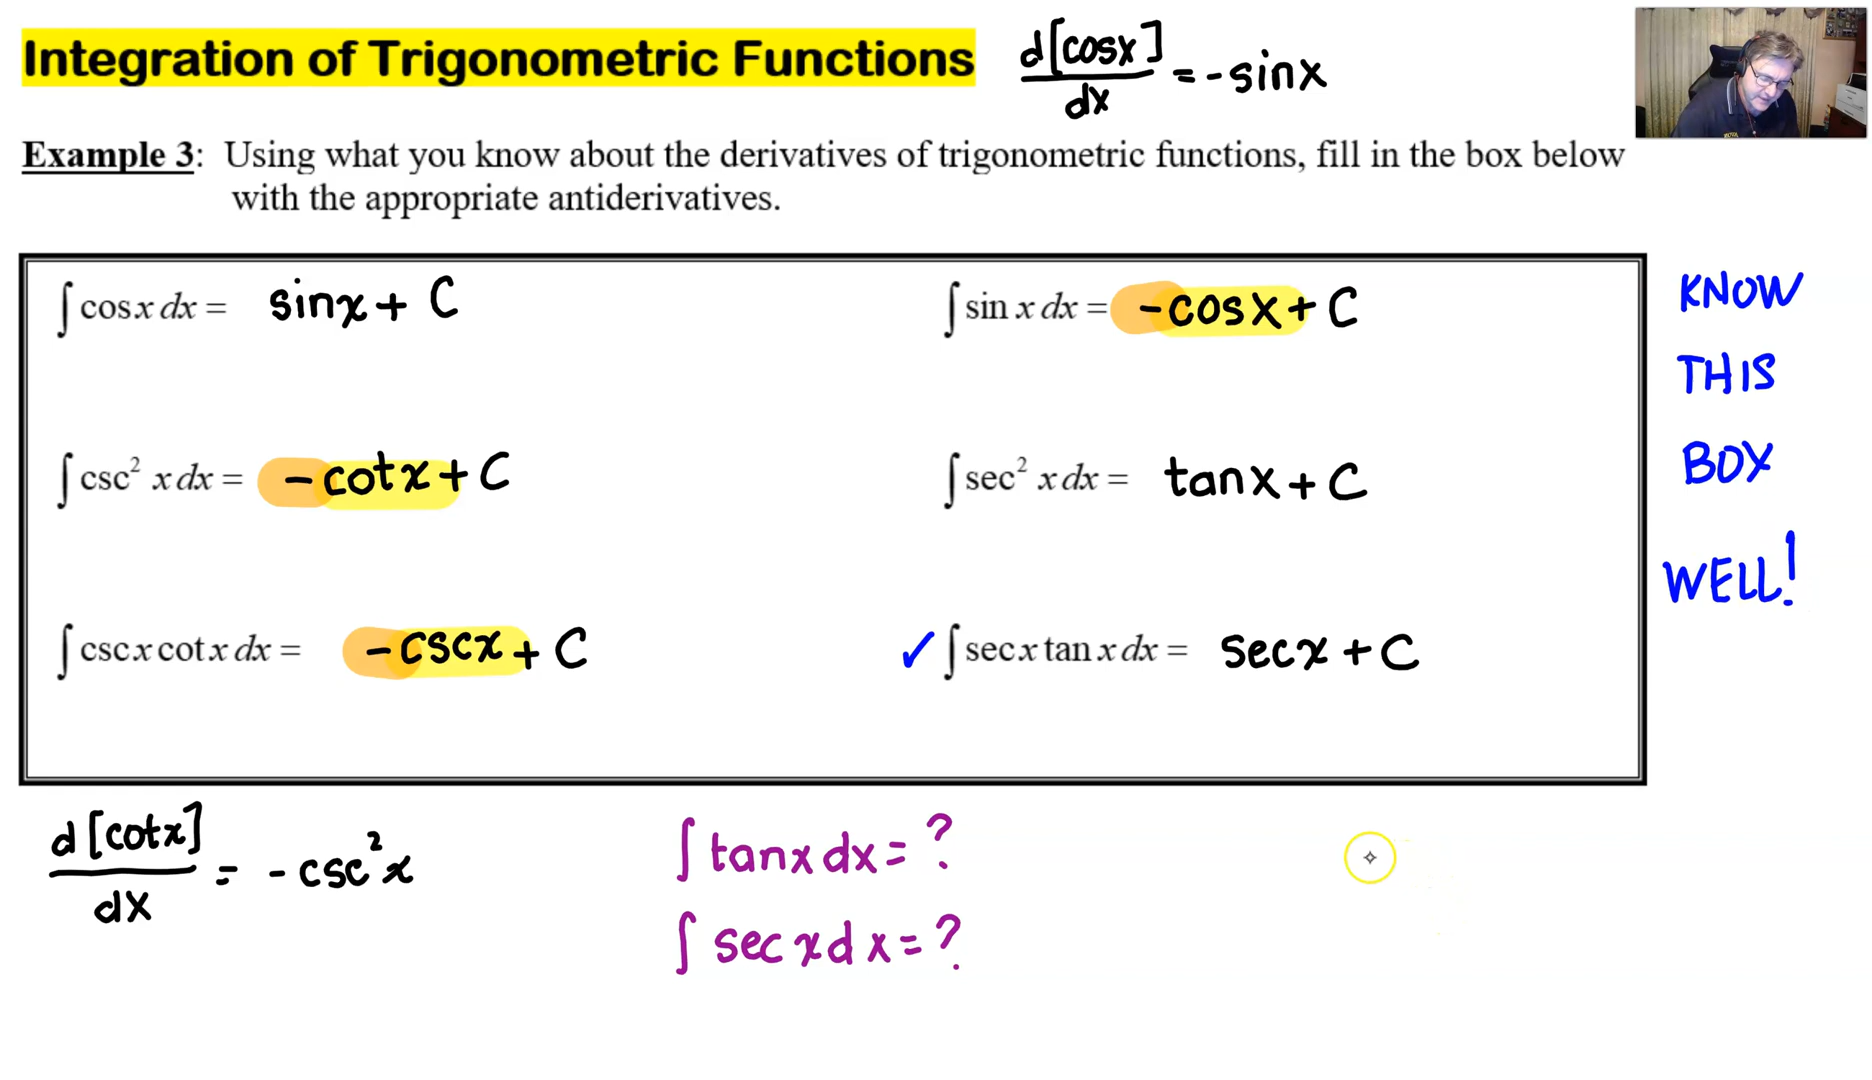 Integration of Trigonometric Functions
d[cosx]/dx = -sinx
Example 3: Using what you know about the derivatives of trigonometric functions, fill in the box below
with the appropriate antiderivatives.
∫cos x dx = sinx + C
∫sin x dx = -cosx + C
KNOW
THIS
∫csc² x dx = -cotx + C
∫sec² x dx = tanx + C
BOX
WELL!
∫csc x cot x dx = -cscx + C
✓ ∫sec x tan x dx = secx + C
d[cotx]/dx = -csc²x
∫tanx dx = ?
∫secx dx = ?